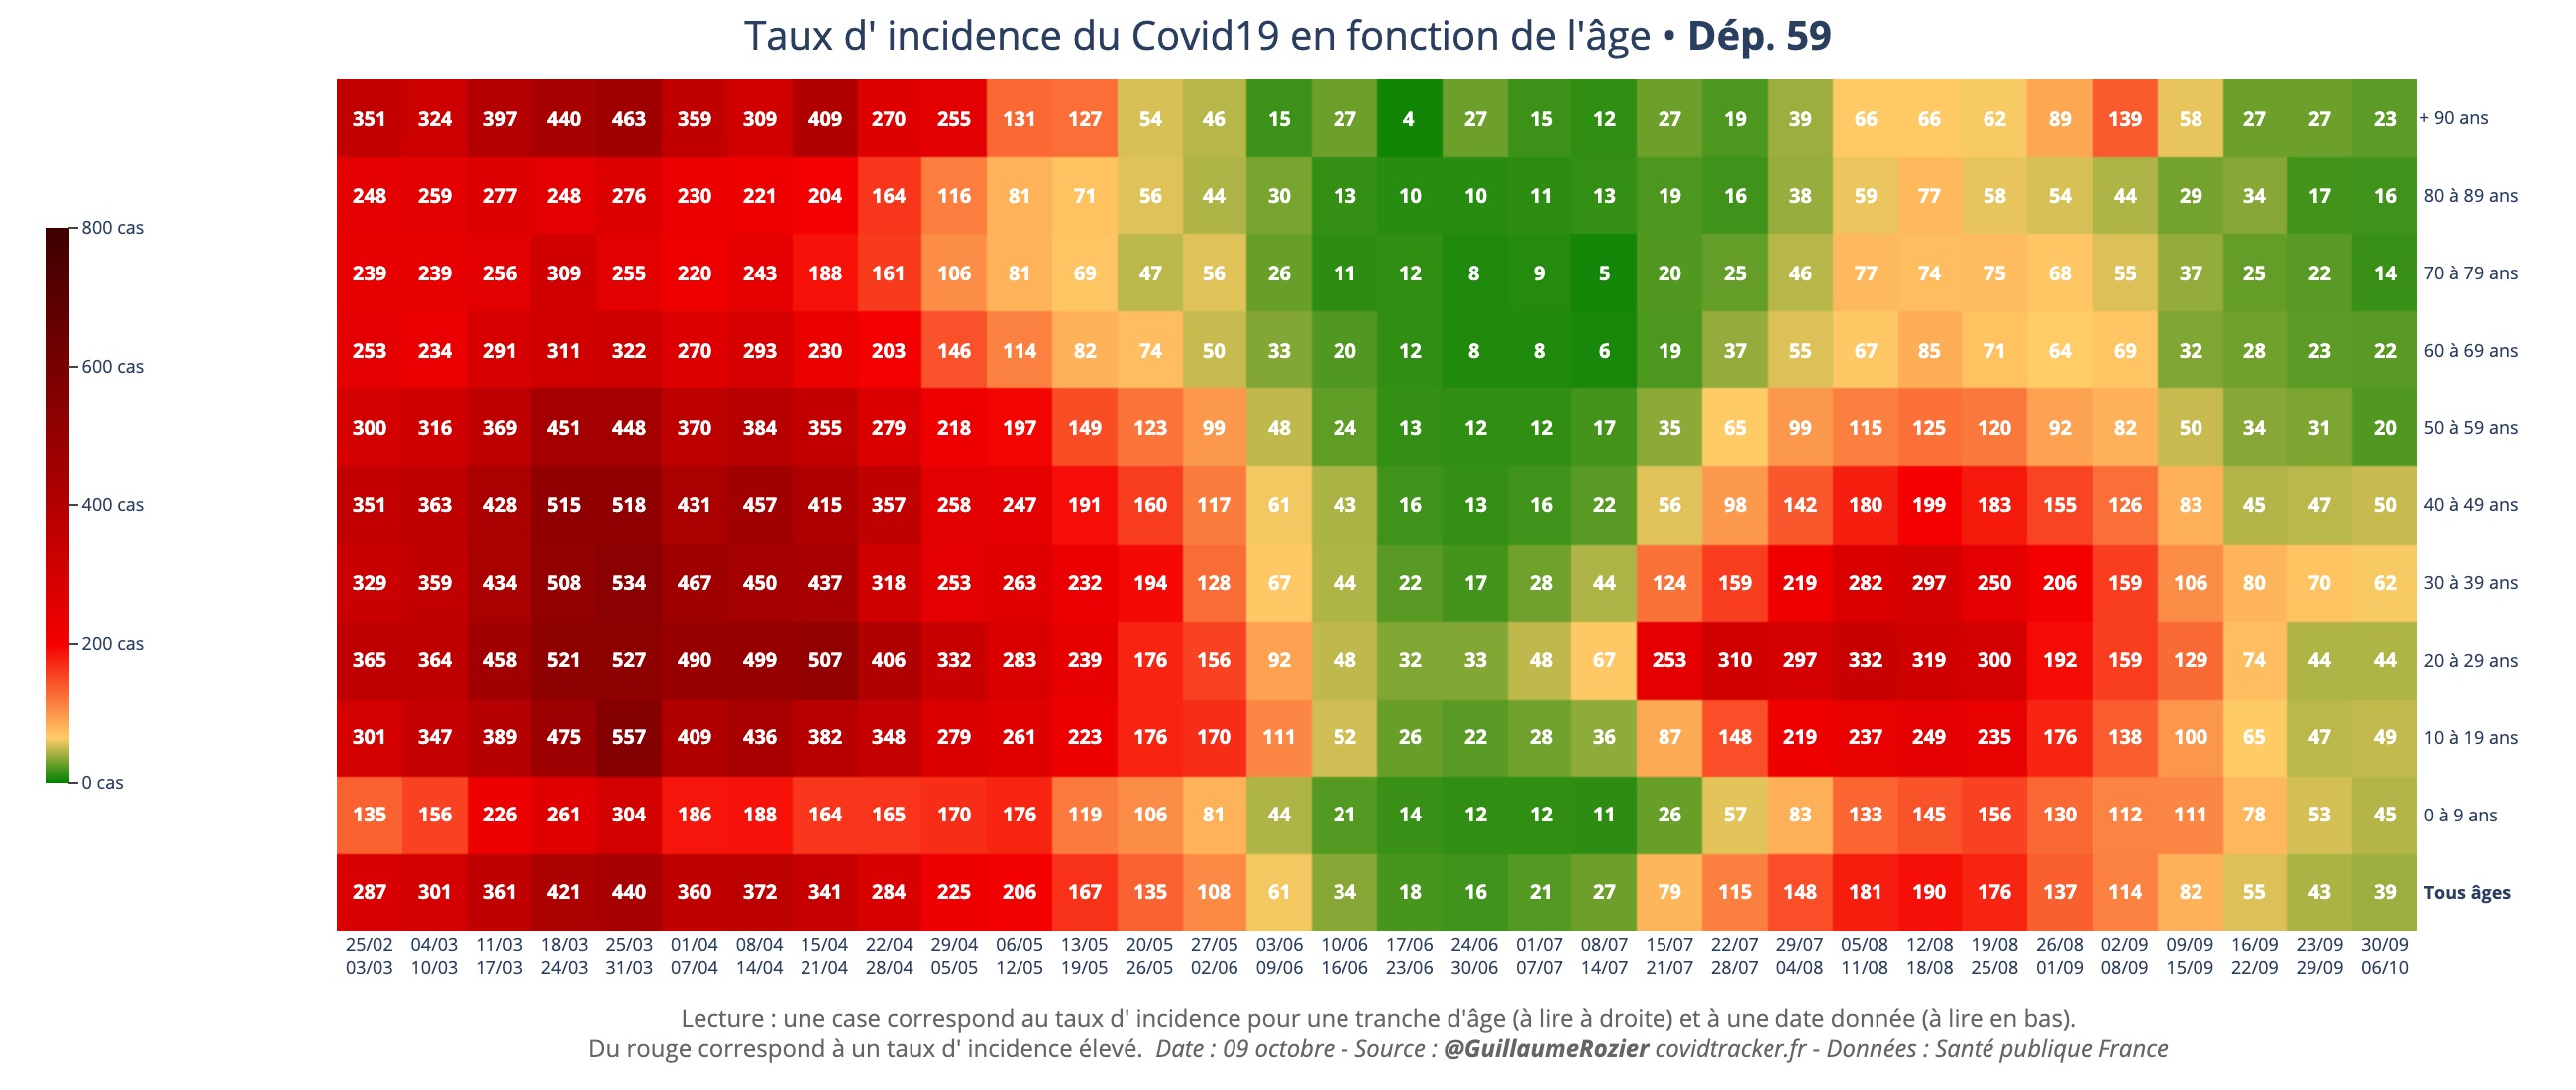 Taux d' incidence du Covid19 en fonction de l'âge • Dép. 59
800 cas
600 cas
400 cas
200 cas
0 cas
351 324 397 440 463 359 309 409 270 255 131 127 54 46 15 27 4 27 15 12 27 19 39 66 66 62 89 139 58 27 27 23 + 90 ans
248 259 277 248 276 230 221 204 164 116 81 71 56 44 30 13 10 10 11 13 19 16 38 59 77 58 54 44 29 34 17 16 80 à 89 ans
239 239 256 309 255 220 243 188 161 106 81 69 47 56 26 11 12 8 9 5 20 25 46 77 74 75 68 55 37 25 22 14 70 à 79 ans
253 234 291 311 322 270 293 230 203 146 114 82 74 50 33 20 12 8 8 6 19 37 55 67 85 71 64 69 32 28 23 22 60 à 69 ans
300 316 369 451 448 370 384 355 279 218 197 149 123 99 48 24 13 12 12 17 35 65 99 115 125 120 92 82 50 34 31 20 50 à 59 ans
351 363 428 515 518 431 457 415 357 258 247 191 160 117 61 43 16 13 16 22 56 98 142 180 199 183 155 126 83 45 47 50 40 à 49 ans
329 359 434 508 534 467 450 437 318 253 263 232 194 128 67 44 22 17 28 44 124 159 219 282 297 250 206 159 106 80 70 62 30 à 39 ans
365 364 458 521 527 490 499 507 406 332 283 239 176 156 92 48 32 33 48 67 253 310 297 332 319 300 192 159 129 74 44 44 20 à 29 ans
301 347 389 475 557 409 436 382 348 279 261 223 176 170 111 52 26 22 28 36 87 148 219 237 249 235 176 138 100 65 47 49 10 à 19 ans
135 156 226 261 304 186 188 164 165 170 176 119 106 81 44 21 14 12 12 11 26 57 83 133 145 156 130 112 111 78 53 45 0 à 9 ans
287 301 361 421 440 360 372 341 284 225 206 167 135 108 61 34 18 16 21 27 79 115 148 181 190 176 137 114 82 55 43 39 Tous âges
25/02 04/03 11/03 18/03 25/03 01/04 08/04 15/04 22/04 29/04 06/05 13/05 20/05 27/05 03/06 10/06 17/06 24/06 01/07 08/07 15/07 22/07 29/07 05/08 12/08 19/08 26/08 02/09 09/09 16/09 23/09 30/09
03/03 10/03 17/03 24/03 31/03 07/04 14/04 21/04 28/04 05/05 12/05 19/05 26/05 02/06 09/06 16/06 23/06 30/06 07/07 14/07 21/07 28/07 04/08 11/08 18/08 25/08 01/09 08/09 15/09 22/09 29/09 06/10
Lecture : une case correspond au taux d' incidence pour une tranche d'âge (à lire à droite) et à une date donnée (à lire en bas).
Du rouge correspond à un taux d' incidence élevé. Date : 09 octobre - Source : @GuillaumeRozier covidtracker.fr - Données : Santé publique France